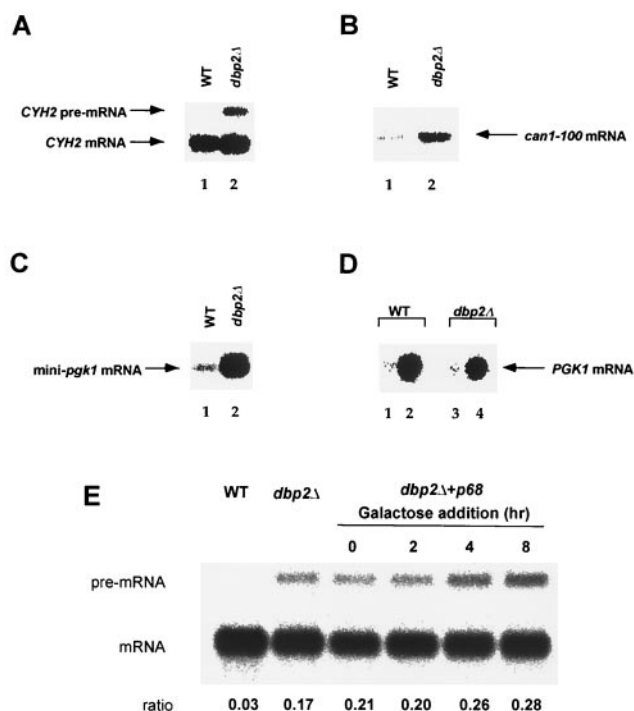 A
WT
dbp2Δ
CYH2 pre-mRNA
CYH2 mRNA
1 2
B
WT
dbp2Δ
can1-100 mRNA
1 2
C
WT
dbp2Δ
mini-pgk1 mRNA
1 2
D
WT dbp2Δ
PGK1 mRNA
1 2 3 4
E
WT dbp2Δ dbp2Δ+p68
Galactose addition (hr)
0 2 4 8
pre-mRNA
mRNA
ratio 0.03 0.17 0.21 0.20 0.26 0.28